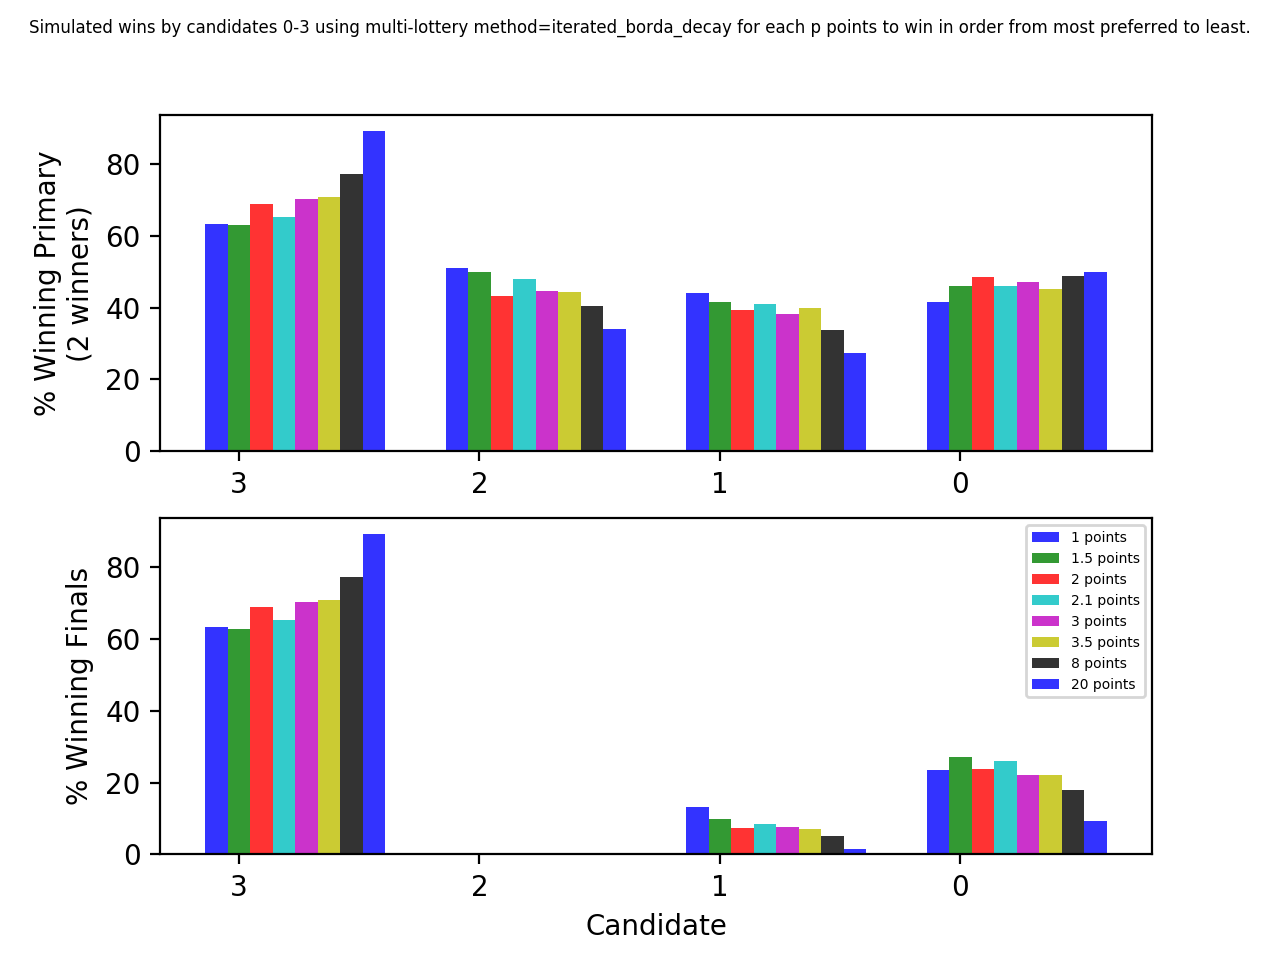 Simulated wins by candidates 0-3 using multi-lottery method=iterated_borda_decay for each p points to win in order from most preferred to least.
% Winning Primary
(2 winners)
80
60
40
20
0
3 2 1 0
% Winning Finals
80
60
40
20
0
1 points
1.5 points
2 points
2.1 points
3 points
3.5 points
8 points
20 points
3 2 1 0
Candidate